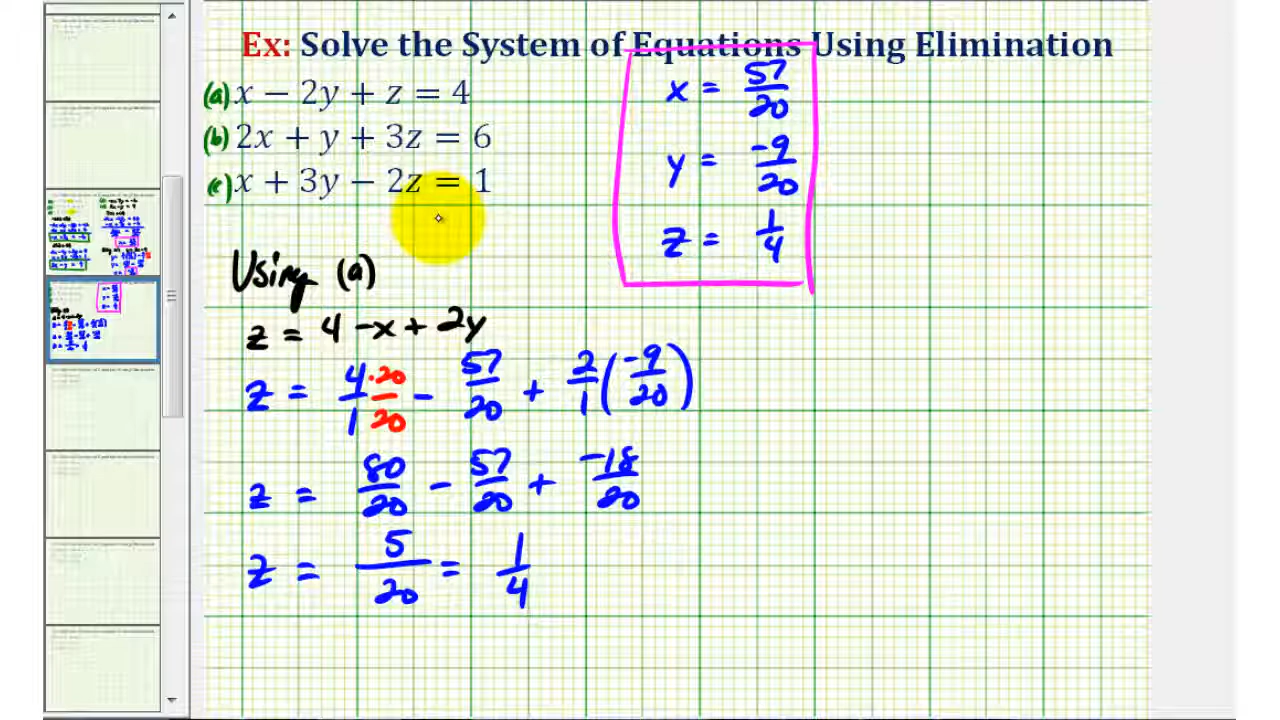 Ex: Solve the System of Equations Using Elimination
(a) x − 2y + z = 4
(b) 2x + y + 3z = 6
(c) x + 3y − 2z = 1
x = 57/20
y = -9/20
z = 1/4
Using (a)
z = 4 - x + 2y
z = 4/1 · 20/20 - 57/20 + 2/1 (-9/20)
z = 80/20 - 57/20 + -18/20
z = 5/20 = 1/4